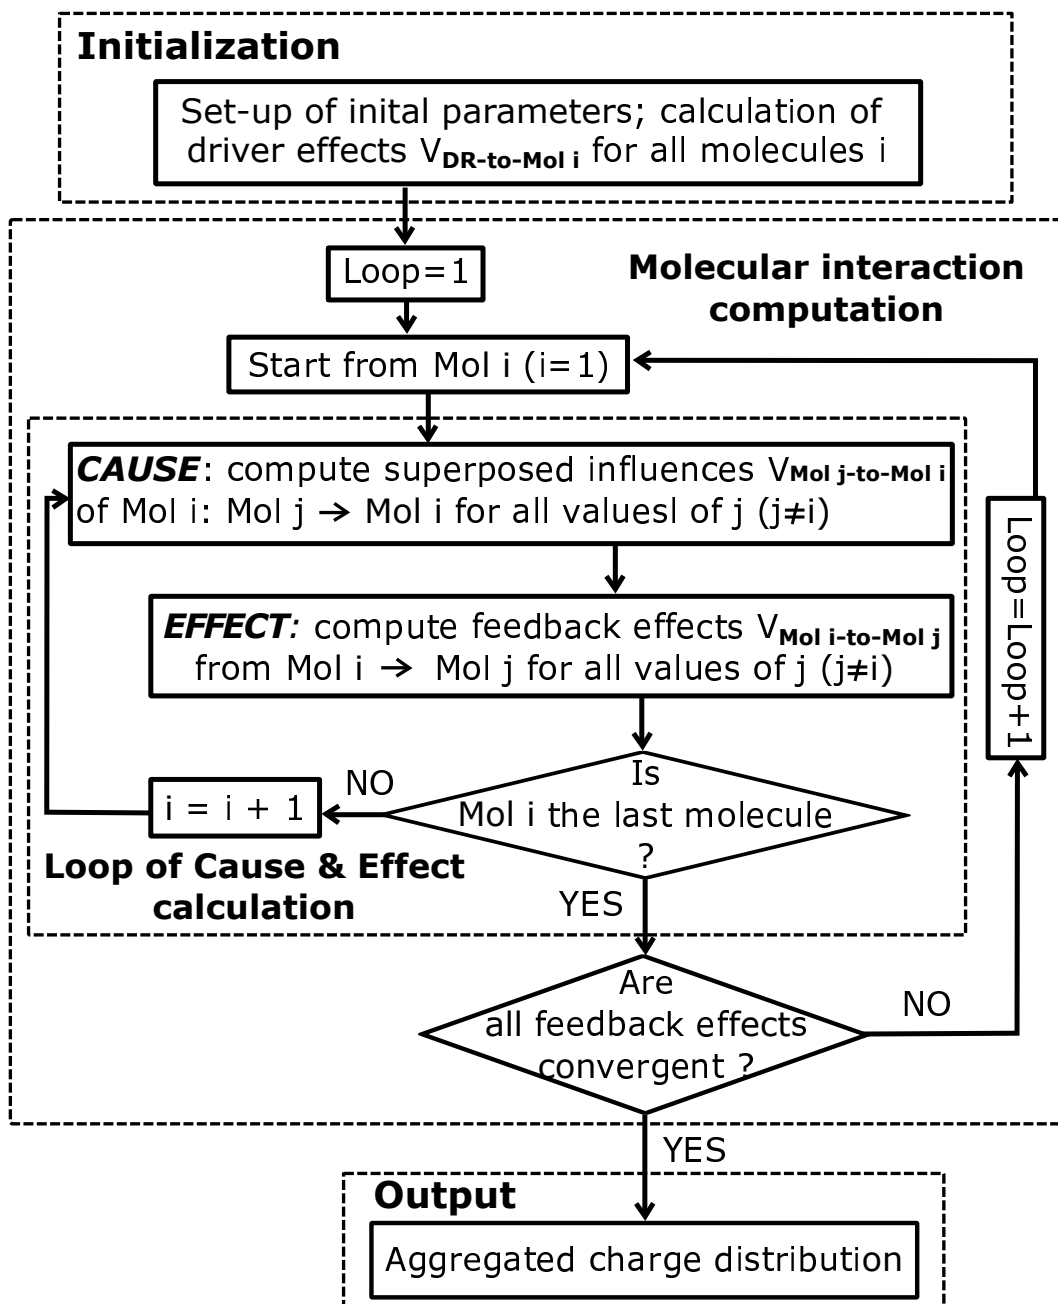 Initialization
Set-up of inital parameters; calculation of
driver effects V DR-to-Mol i for all molecules i
Loop=1
Molecular interaction
computation
Start from Mol i (i=1)
CAUSE: compute superposed influences V Mol j-to-Mol i
of Mol i: Mol j → Mol i for all valuesl of j (j≠i)
EFFECT: compute feedback effects V Mol i-to-Mol j
from Mol i → Mol j for all values of j (j≠i)
Loop=Loop+1
Is
Mol i the last molecule
?
NO
i = i + 1
Loop of Cause & Effect
calculation
YES
Are
all feedback effects
convergent ?
NO
YES
Output
Aggregated charge distribution